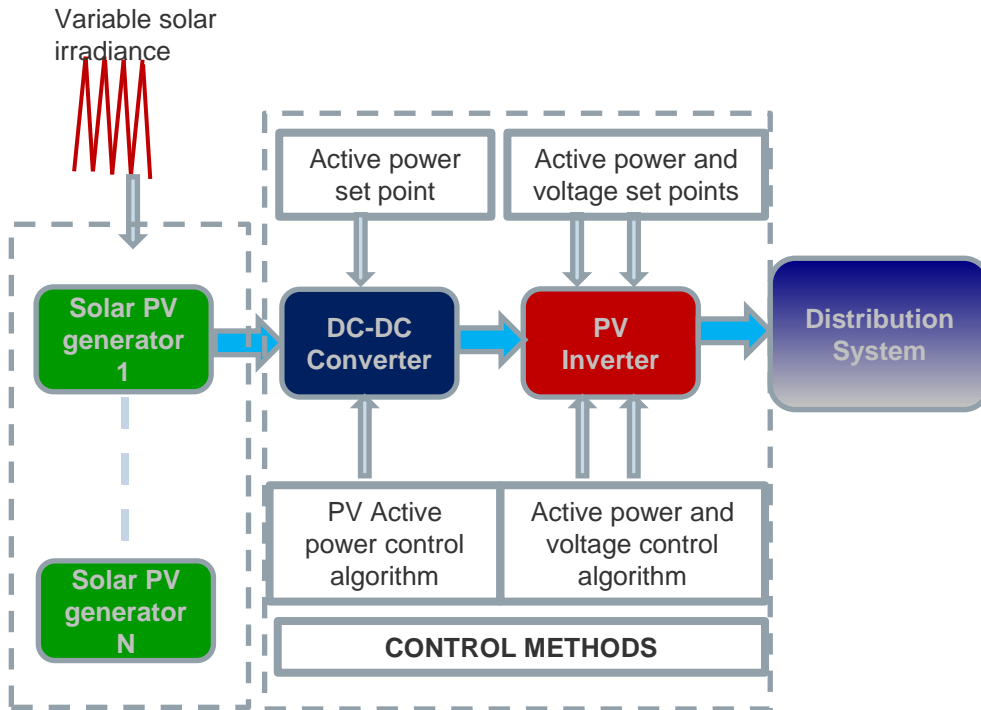 Variable solar
irradiance
Active power
set point
Active power and
voltage set points
Solar PV
generator
1
DC-DC
Converter
PV
Inverter
Distribution
System
PV Active
power control
algorithm
Active power and
voltage control
algorithm
Solar PV
generator
N
CONTROL METHODS